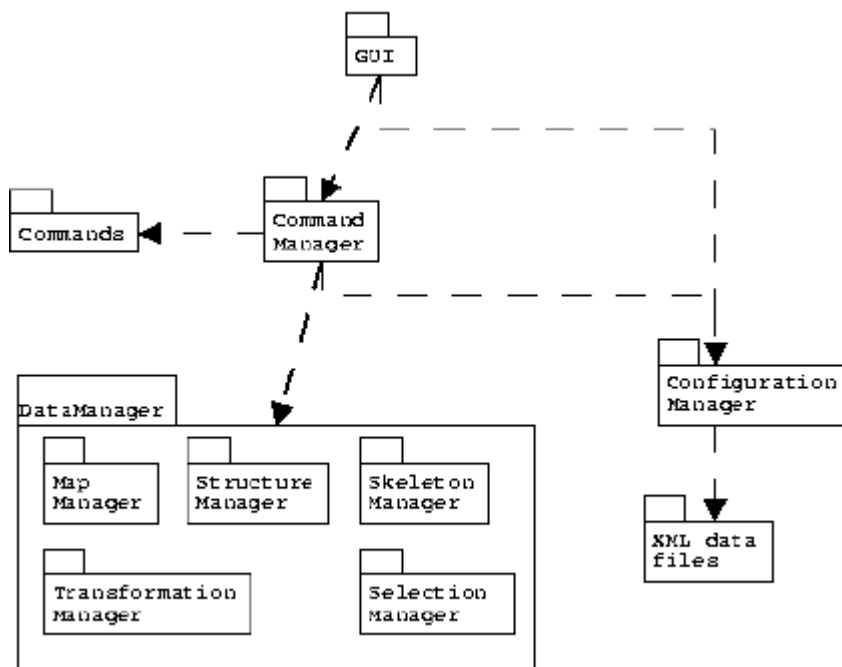 GUI
Commands
Command
Manager
Configuration
Manager
DataManager
Map
Manager
Structure
Manager
Skeleton
Manager
XML data
files
Transformation
Manager
Selection
Manager